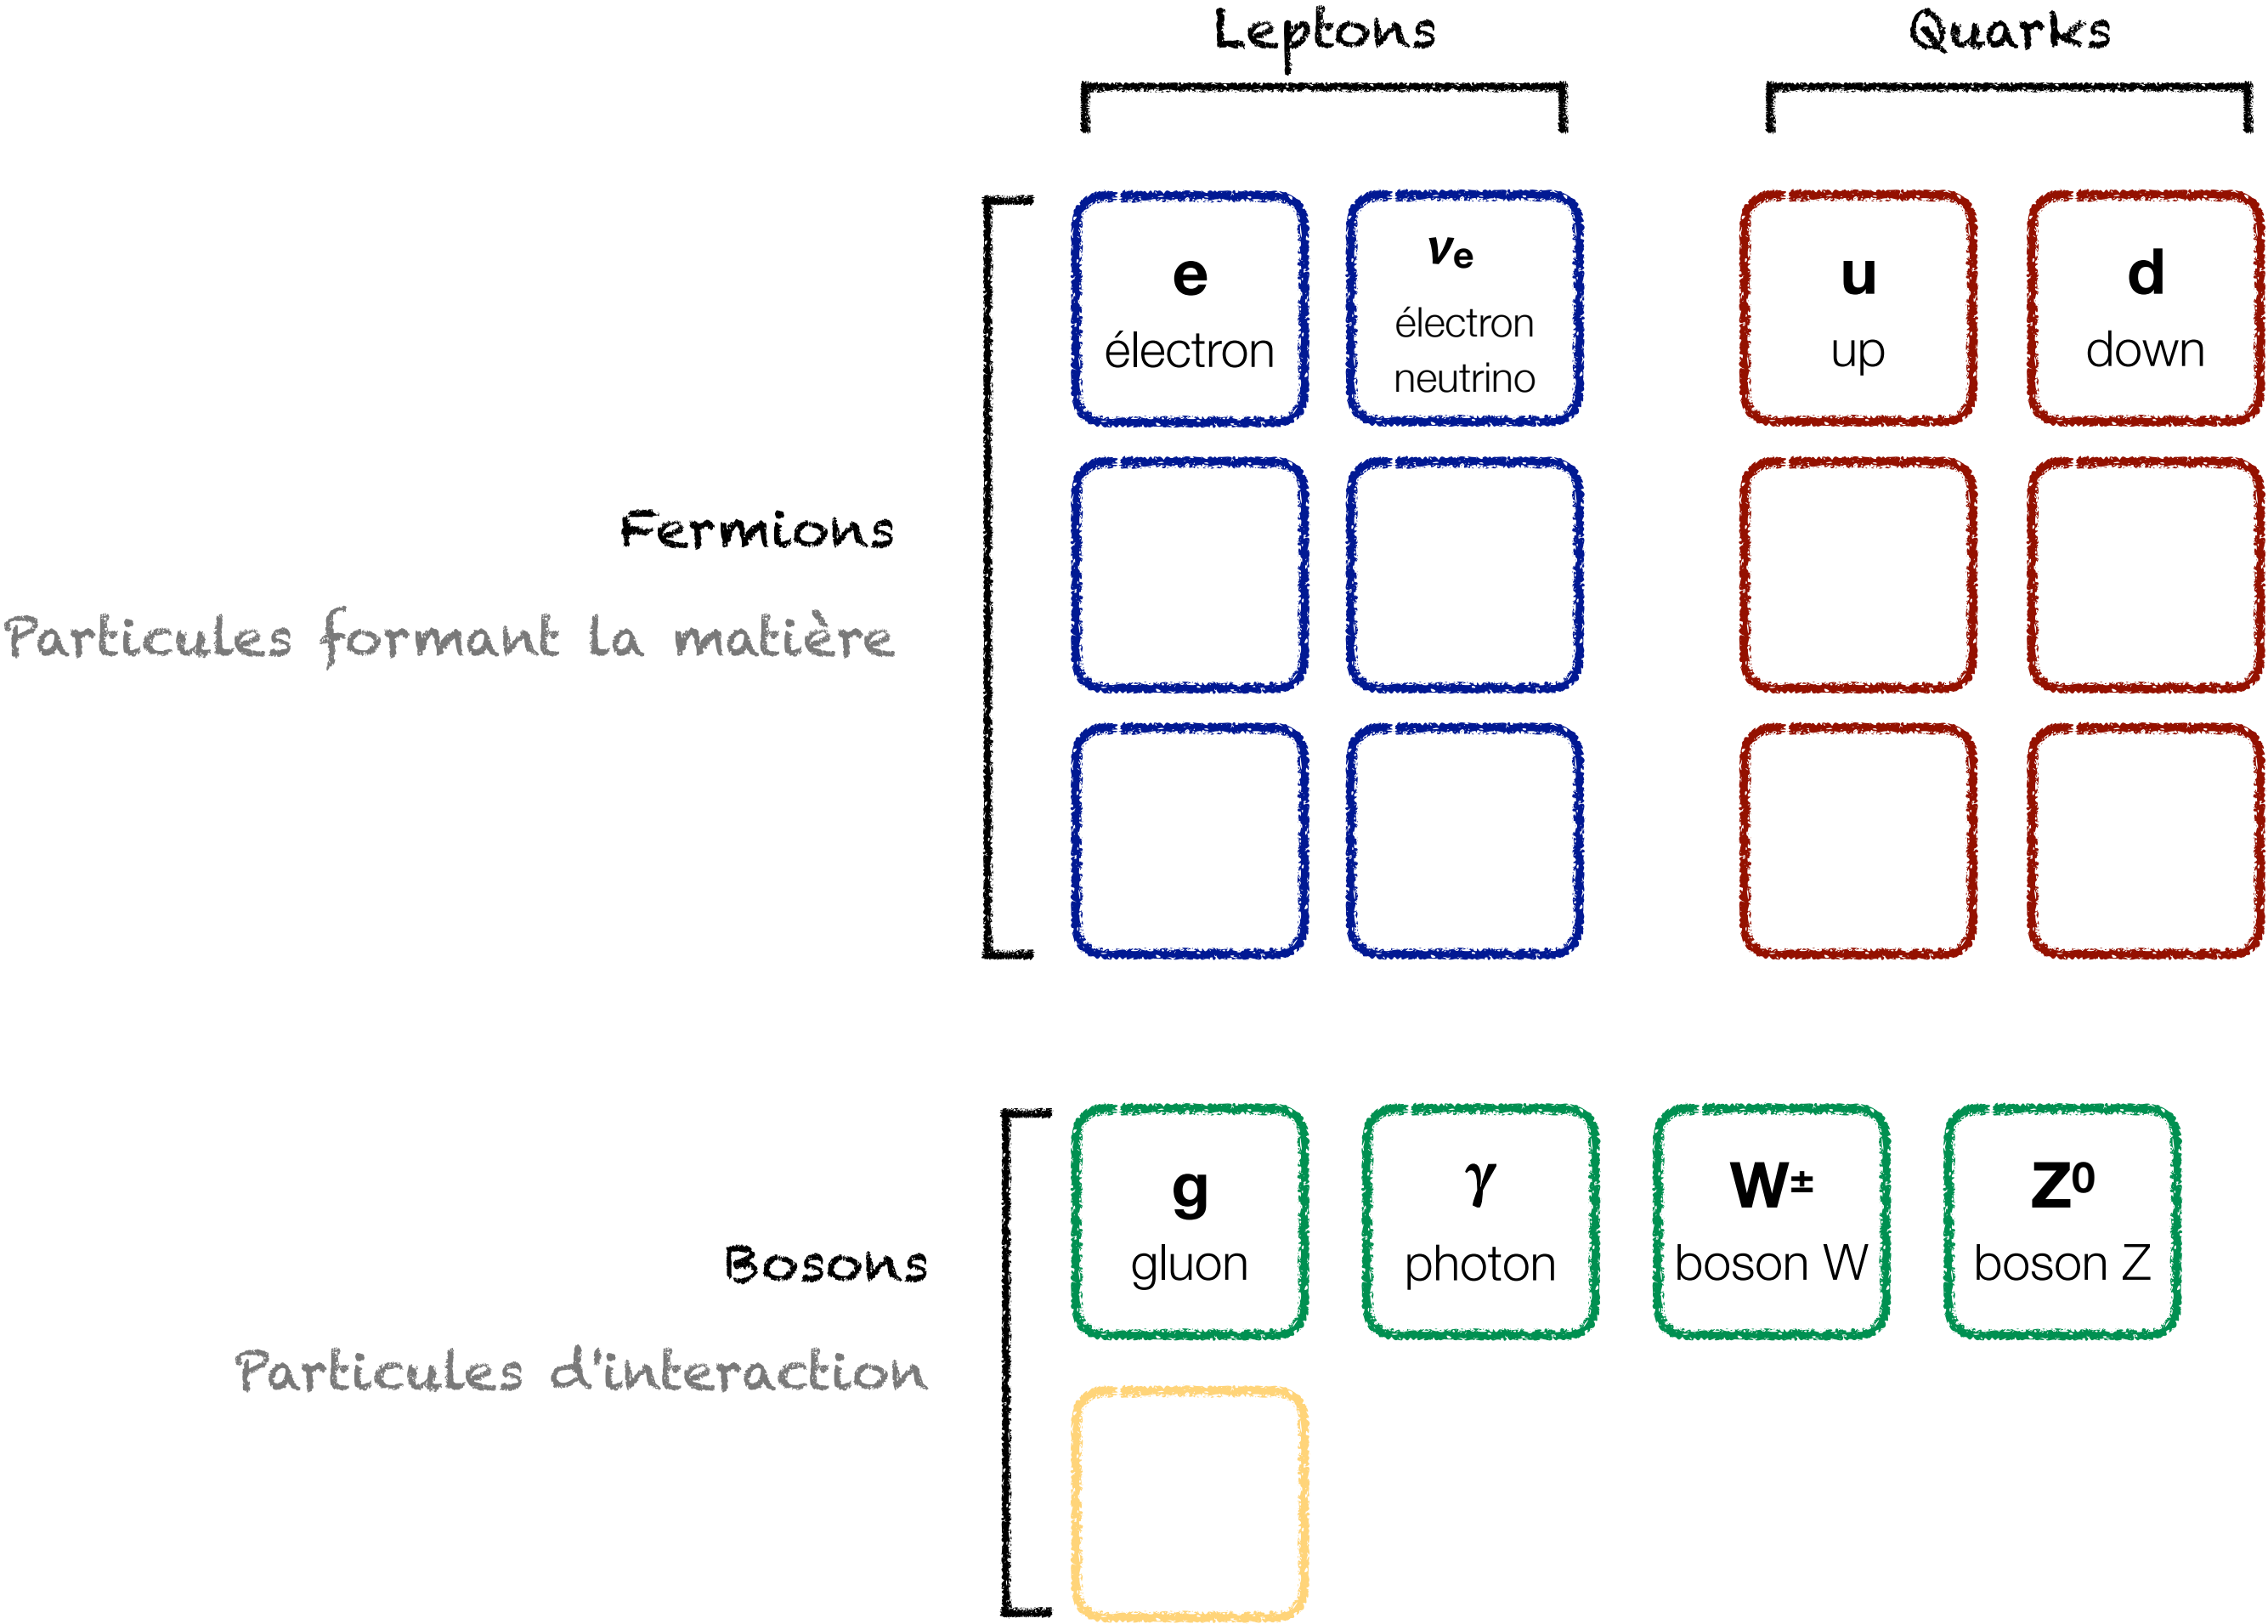 Leptons
Quarks
e
électron
νe
électron
neutrino
u
up
d
down
Fermions
Particules formant la matière
g
gluon
γ
photon
W±
boson W
Z⁰
boson Z
Bosons
Particules d'interaction